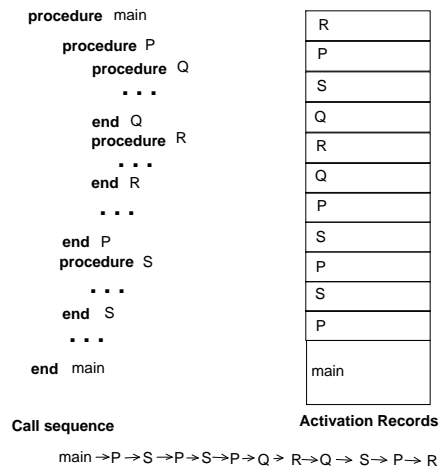 procedure main
procedure P
procedure Q
...
end Q
procedure R
...
end R
...
end P
procedure S
...
end S
...
end main
R
P
S
Q
R
Q
P
S
P
S
P
main
Activation Records
Call sequence
main→P→S→P→S→P→Q→R→Q→S→P→R